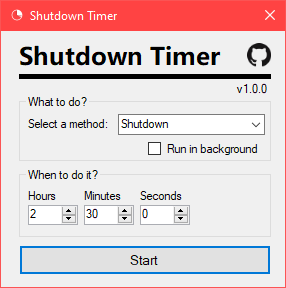 Shutdown Timer
Shutdown Timer
v1.0.0
What to do?
Select a method: Shutdown
Run in background
When to do it?
Hours Minutes Seconds
2 30 0
Start